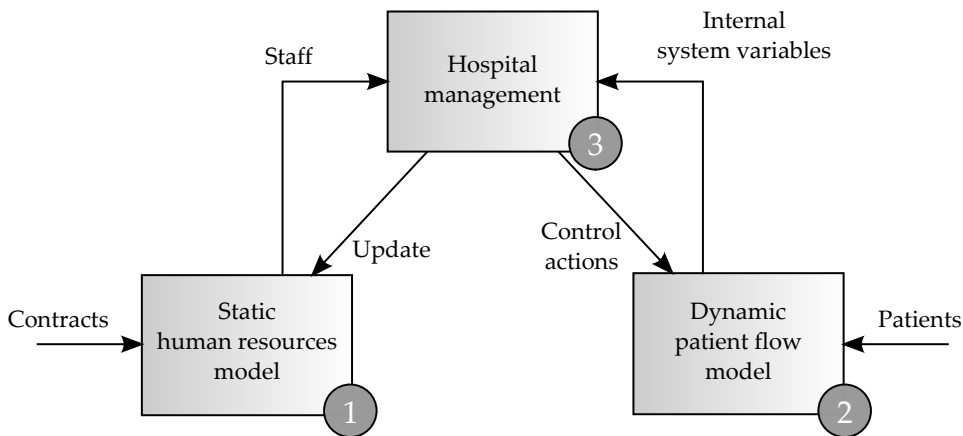 Staff
Hospital
management
3
Internal
system variables
Update
Control
actions
Contracts
Static
human resources
model
1
Dynamic
patient flow
model
2
Patients